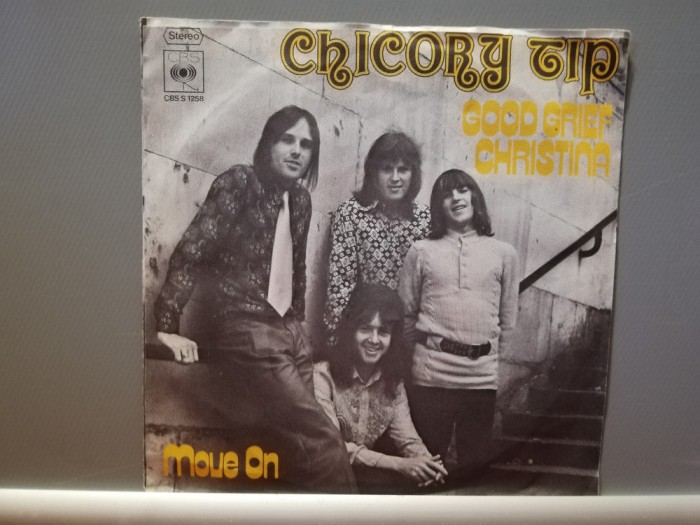 Stereo
CBS
CBS S 1258
Chicory Tip
GOOD GRIEF
CHRISTINA
Move On